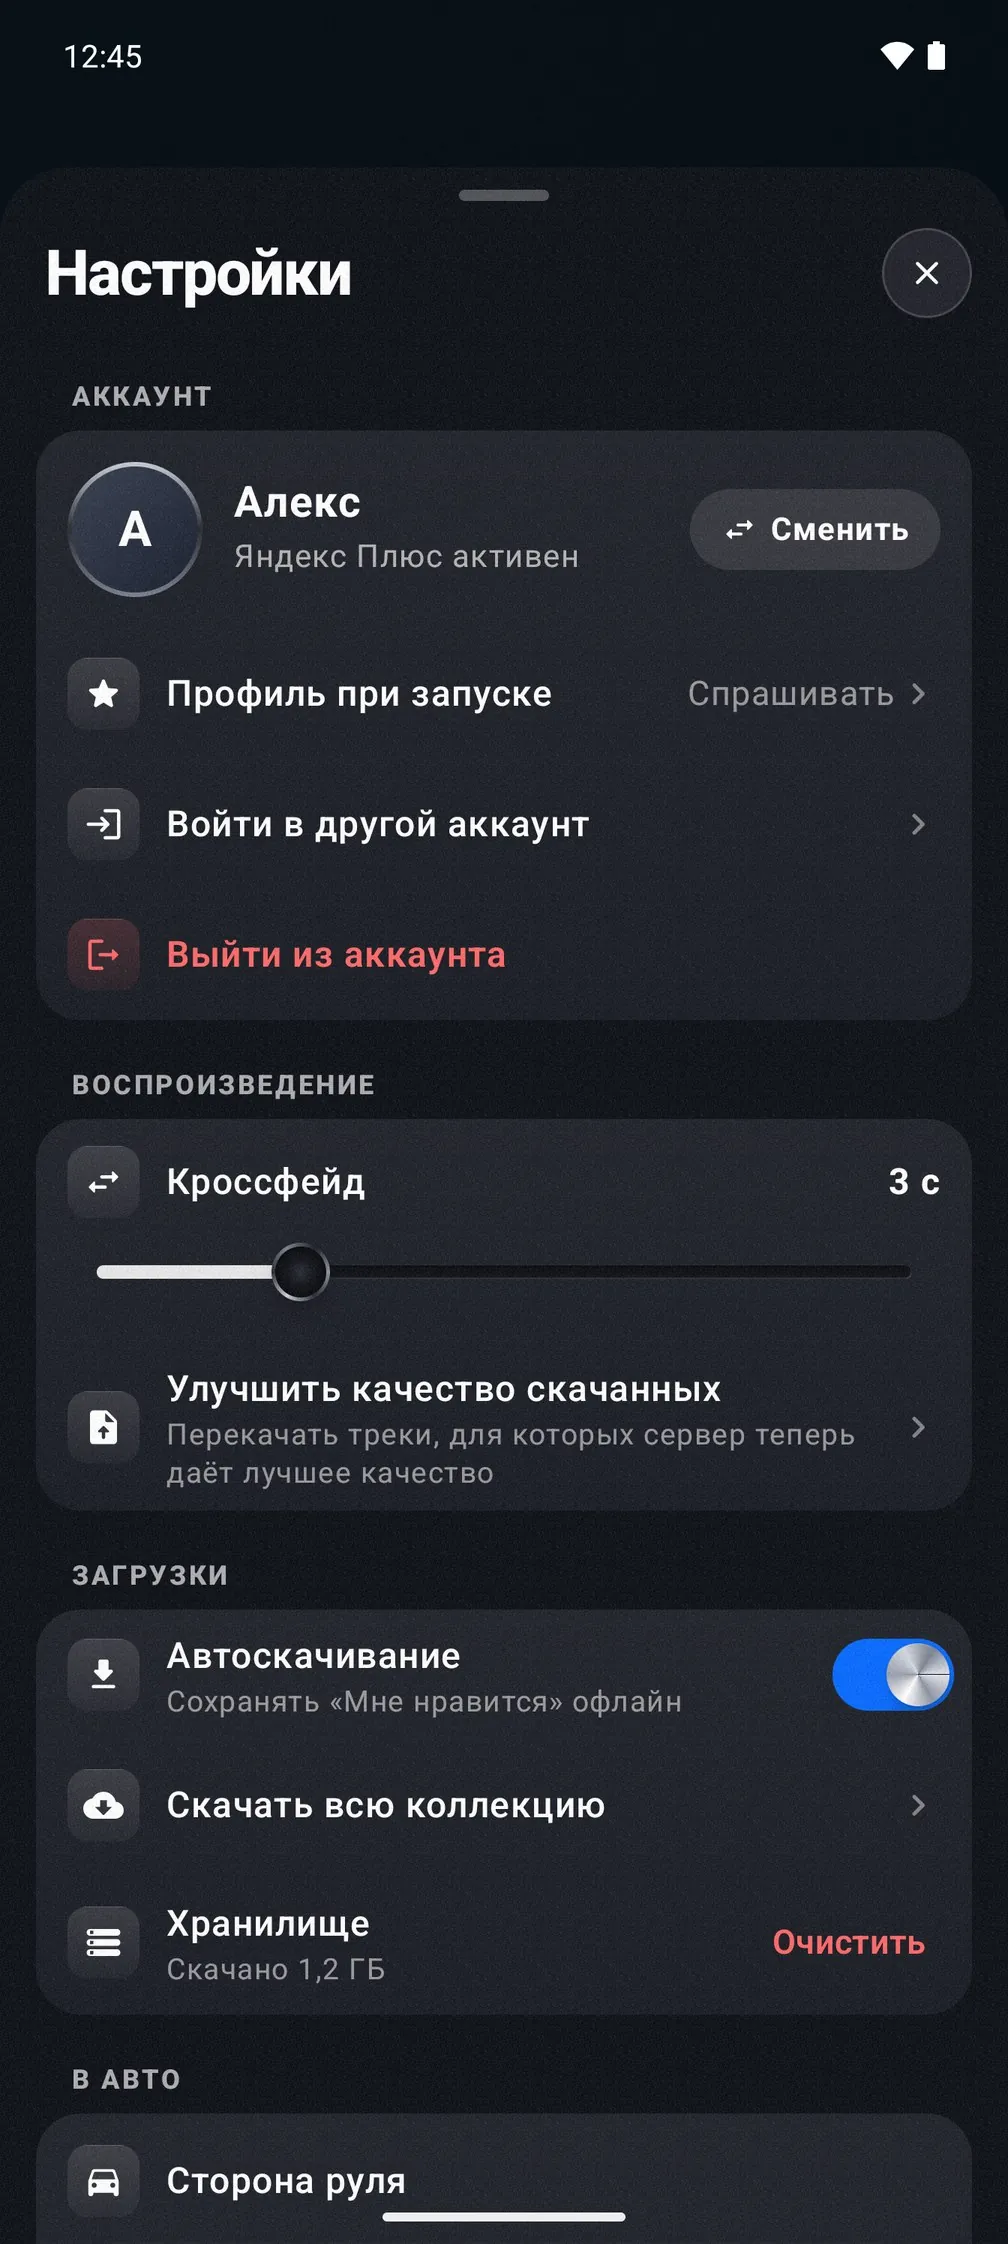 12:45
Настройки
АККАУНТ
А
Алекс
Яндекс Плюс активен
Сменить
Профиль при запуске
Спрашивать
Войти в другой аккаунт
Выйти из аккаунта
ВОСПРОИЗВЕДЕНИЕ
Кроссфейд
3 с
Улучшить качество скачанных
Перекачать треки, для которых сервер теперь
даёт лучшее качество
ЗАГРУЗКИ
Автоскачивание
Сохранять «Мне нравится» офлайн
Скачать всю коллекцию
Хранилище
Скачано 1,2 ГБ
Очистить
В АВТО
Сторона руля